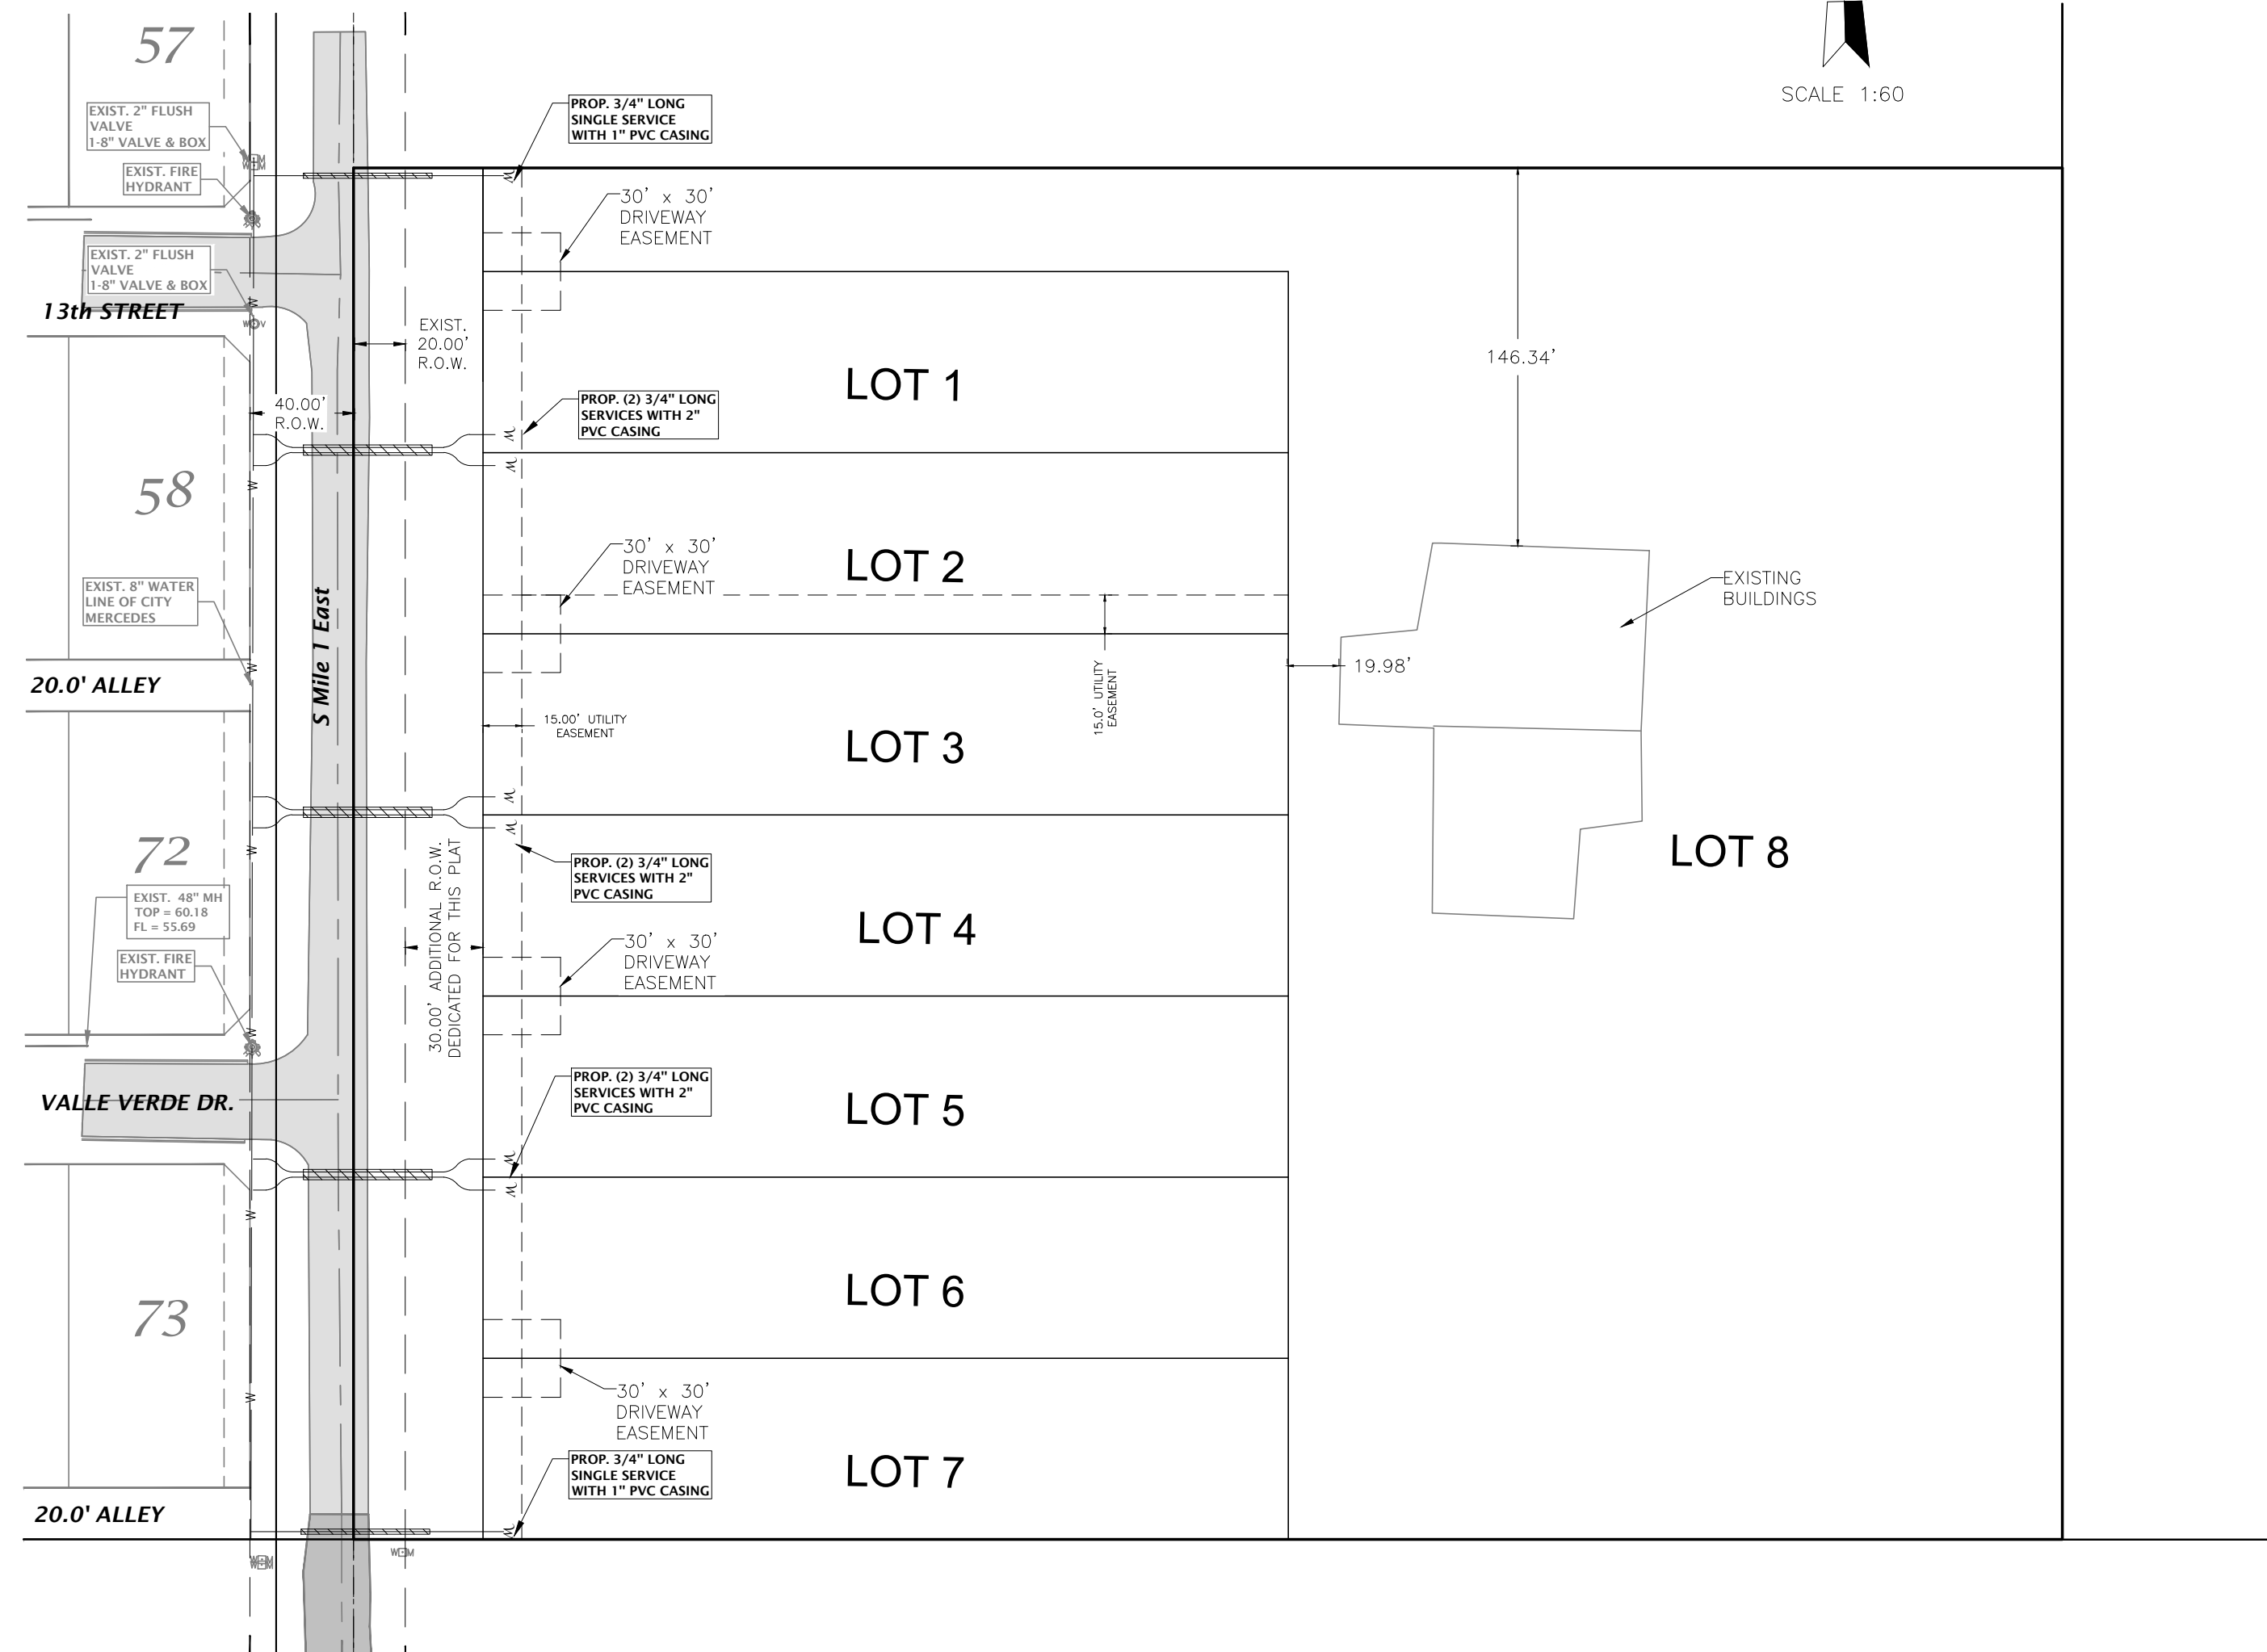 57
SCALE 1:60
EXIST. 2" FLUSH
VALVE
1-8" VALVE & BOX
PROP. 3/4" LONG
SINGLE SERVICE
WITH 1" PVC CASING
EXIST. FIRE
HYDRANT
30' x 30'
DRIVEWAY
EASEMENT
EXIST. 2" FLUSH
VALVE
1-8" VALVE & BOX
13th STREET
W
W V
EXIST.
20.00'
R.O.W.
146.34'
LOT 1
40.00'
R.O.W.
PROP. (2) 3/4" LONG
SERVICES WITH 2"
PVC CASING
58
W
30' x 30'
DRIVEWAY
EASEMENT
LOT 2
EXISTING
BUILDINGS
EXIST. 8" WATER
LINE OF CITY
MERCEDES
S Mile 1 East
W
20.0' ALLEY
19.98'
15.0' UTILITY
EASEMENT
15.00' UTILITY
EASEMENT
LOT 3
72
W
LOT 8
PROP. (2) 3/4" LONG
SERVICES WITH 2"
PVC CASING
30.00' ADDITIONAL R.O.W.
DEDICATED FOR THIS PLAT
EXIST. 48" MH
TOP = 60.18
FL = 55.69
LOT 4
30' x 30'
DRIVEWAY
EASEMENT
EXIST. FIRE
HYDRANT
W
PROP. (2) 3/4" LONG
SERVICES WITH 2"
PVC CASING
VALLE VERDE DR.
LOT 5
W
73
LOT 6
W
30' x 30'
DRIVEWAY
EASEMENT
PROP. 3/4" LONG
SINGLE SERVICE
WITH 1" PVC CASING
LOT 7
20.0' ALLEY
W M